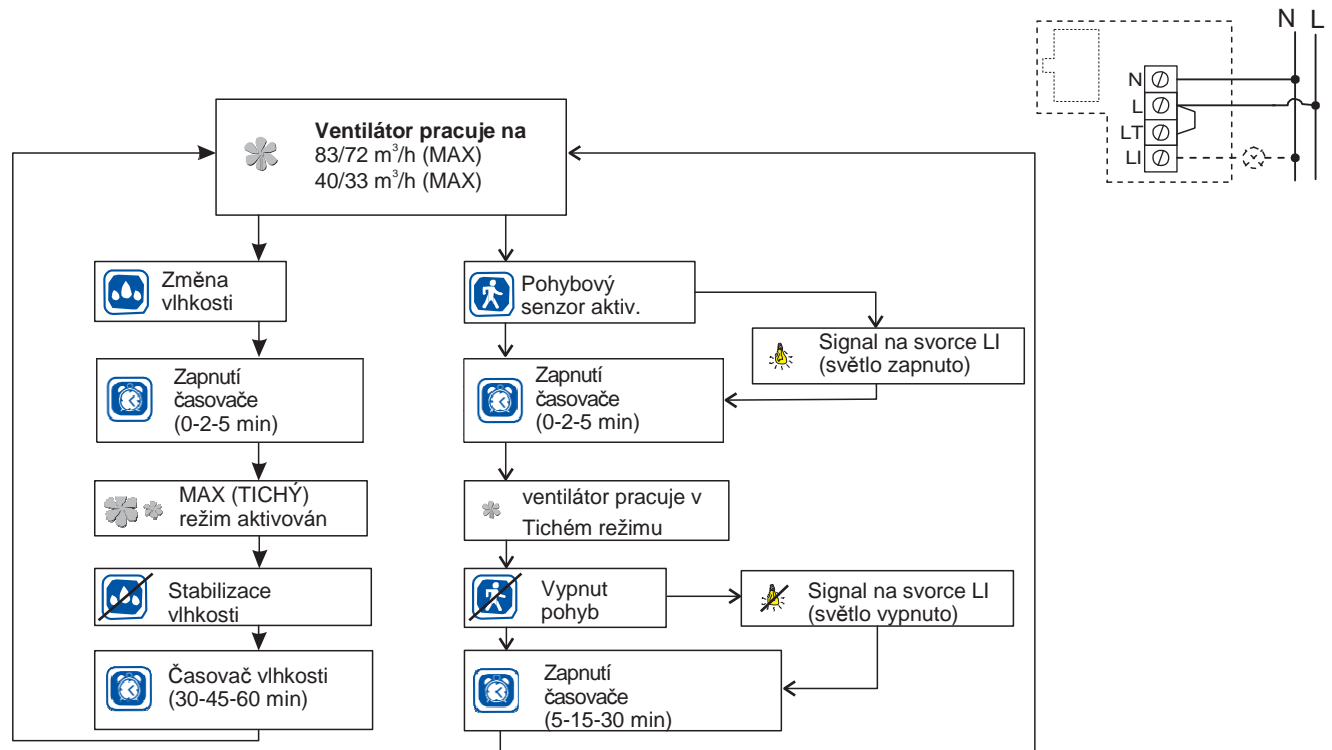 N L
N
L
LT
LI
Ventilátor pracuje na
83/72 m³/h (MAX)
40/33 m³/h (MAX)
Změna
vlhkosti
Zapnutí
časovače
(0-2-5 min)
MAX (TICHÝ)
režim aktivován
Stabilizace
vlhkosti
Časovač vlhkosti
(30-45-60 min)
Pohybový
senzor aktiv.
Signal na svorce LI
(světlo zapnuto)
Zapnutí
časovače
(0-2-5 min)
ventilátor pracuje v
Tichém režimu
Vypnut
pohyb
Signal na svorce LI
(světlo vypnuto)
Zapnutí
časovače
(5-15-30 min)